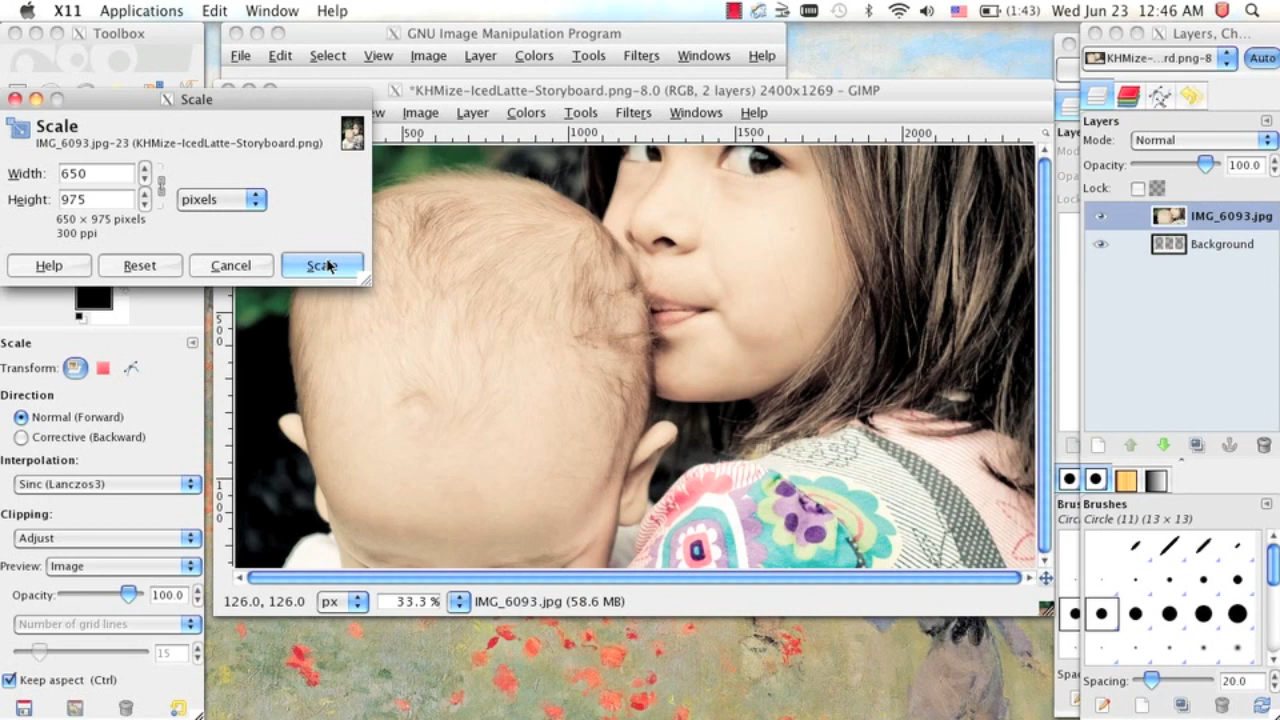 X11 Applications Edit Window Help
(1:43) Wed Jun 23 12:46 AM
Toolbox
GNU Image Manipulation Program
File Edit Select View Image Layer Colors Tools Filters Windows Help
*KHMize-IcedLatte-Storyboard.png-8.0 (RGB, 2 layers) 2400x1269 – GIMP
Image Layer Colors Tools Filters Windows Help
500 1000 1500 2000
Scale
Scale
IMG_6093.jpg-23 (KHMize-IcedLatte-Storyboard.png)
Width: 650
Height: 975
pixels
650 × 975 pixels
300 ppi
Help Reset Cancel
Scale
Transform:
Direction
Normal (Forward)
Corrective (Backward)
Interpolation:
Sinc (Lanczos3)
Clipping:
Adjust
Preview: Image
Opacity: 100.0
Number of grid lines
15
Keep aspect (Ctrl)
500
1000
126.0, 126.0 px 33.3 % IMG_6093.jpg (58.6 MB)
Layers, Ch...
KHMize-...rd.png-8 Auto
Layers
Mode: Normal
Opacity: 100.0
Lock:
IMG_6093.jpg
Background
Brushes
Circle (11) (13 × 13)
Spacing: 20.0